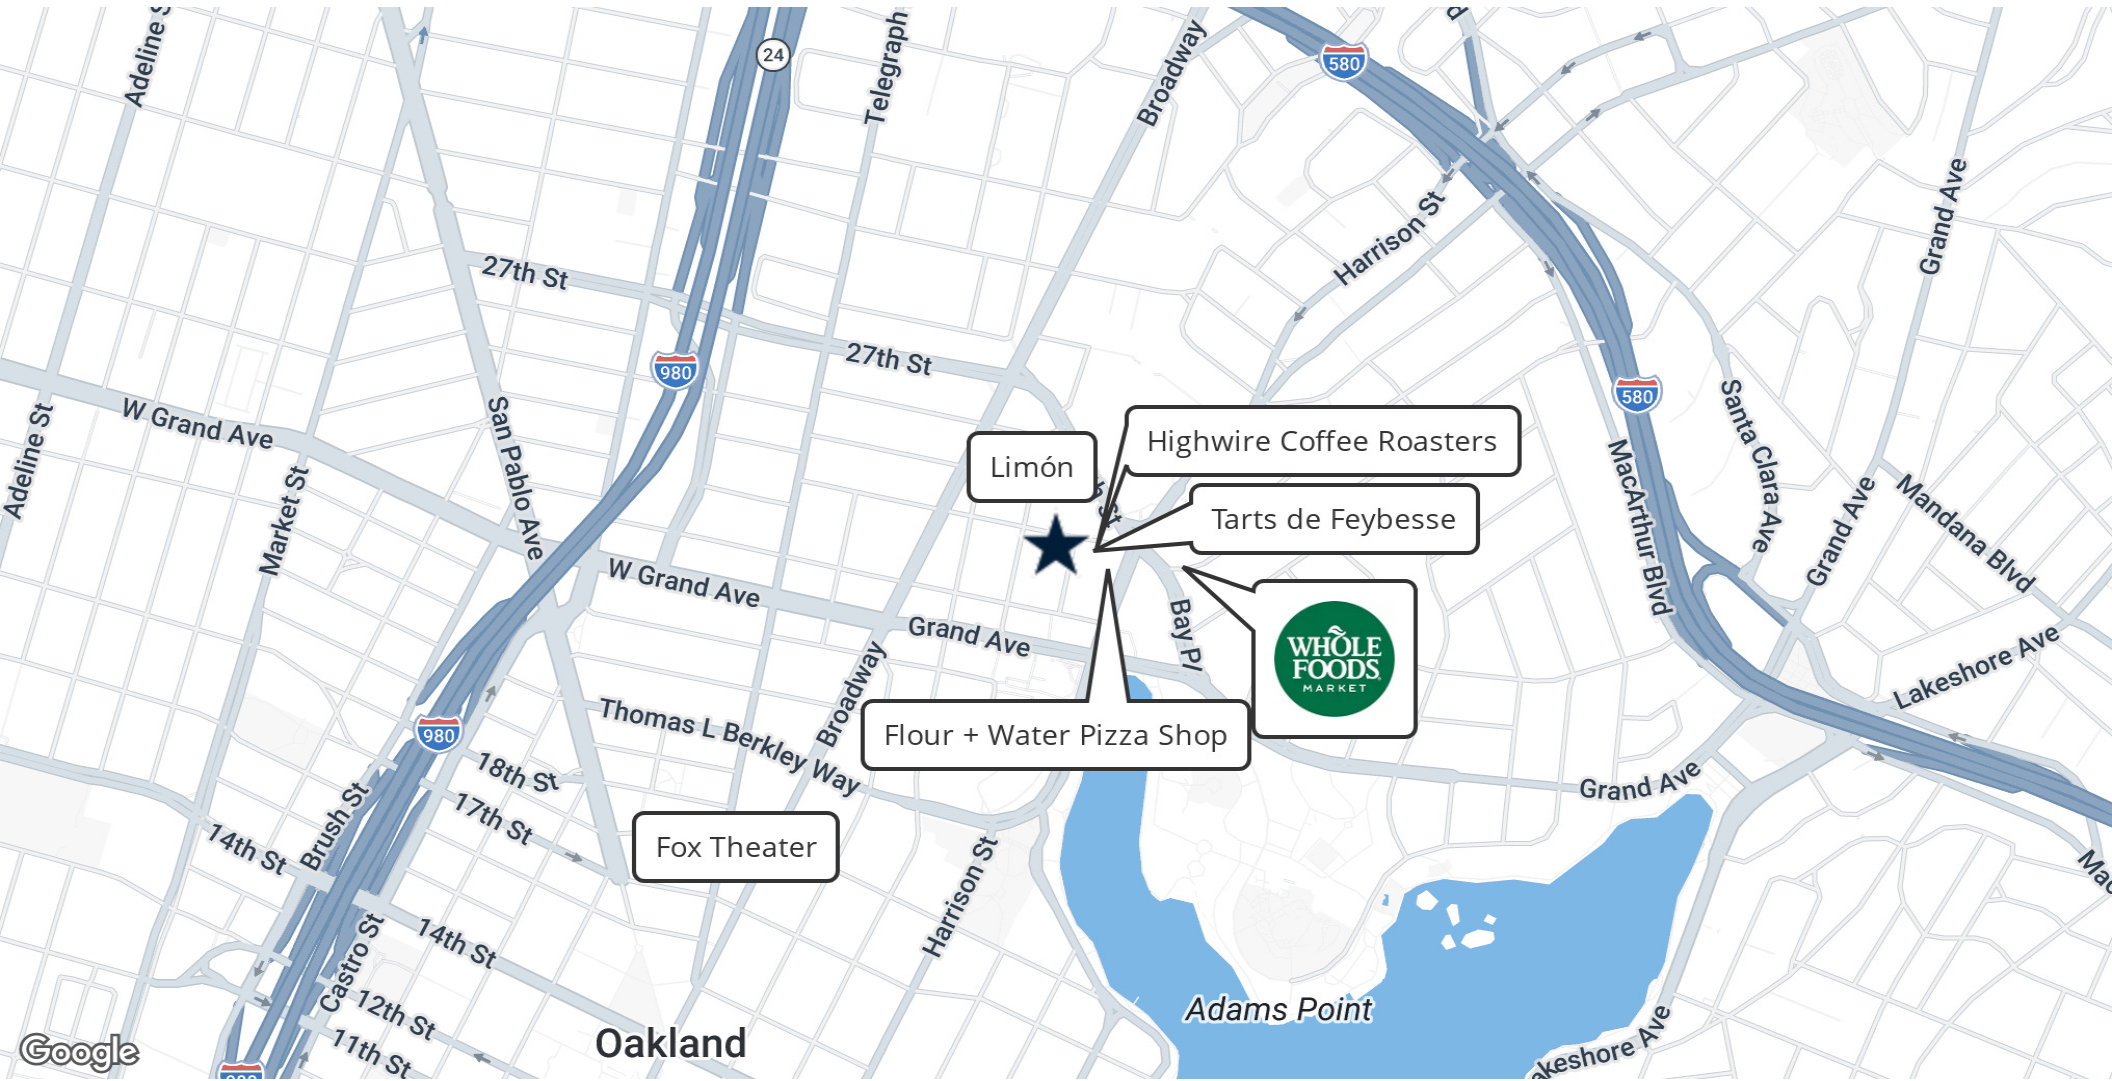 Adeline S
24
Telegraph
Broadway
580
Grand Ave
Harrison St
27th St
27th St
980
580
W Grand Ave
Adeline St
San Pablo Ave
Market St
Highwire Coffee Roasters
Limón
Tarts de Feybesse
h St
Santa Clara Ave
MacArthur Blvd
Grand Ave
Mandana Blvd
W Grand Ave
Grand Ave
Bay Pl
WHOLE
FOODS
MARKET
Lakeshore Ave
Broadway
Thomas L Berkley Way
Flour + Water Pizza Shop
980
18th St
17th St
Grand Ave
Brush St
14th St
Fox Theater
Harrison St
Mac
14th St
Castro St
12th St
11th St
Adams Point
Oakland
keshore Ave
Google